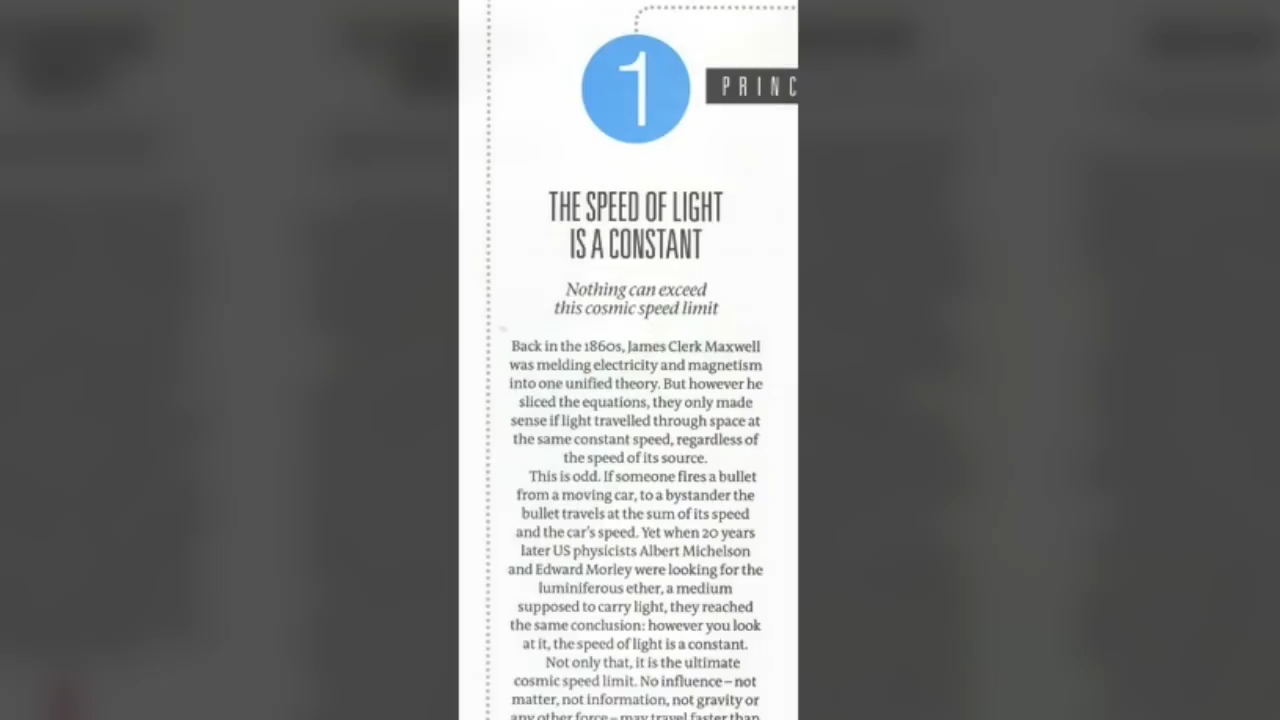 1
PRINC
THE SPEED OF LIGHT
IS A CONSTANT
Nothing can exceed
this cosmic speed limit
Back in the 1860s, James Clerk Maxwell
was melding electricity and magnetism
into one unified theory. But however he
sliced the equations, they only made
sense if light travelled through space at
the same constant speed, regardless of
the speed of its source.
This is odd. If someone fires a bullet
from a moving car, to a bystander the
bullet travels at the sum of its speed
and the car's speed. Yet when 20 years
later US physicists Albert Michelson
and Edward Morley were looking for the
luminiferous ether, a medium
supposed to carry light, they reached
the same conclusion: however you look
at it, the speed of light is a constant.
Not only that, it is the ultimate
cosmic speed limit. No influence – not
matter, not information, not gravity or
any other force – may travel faster than